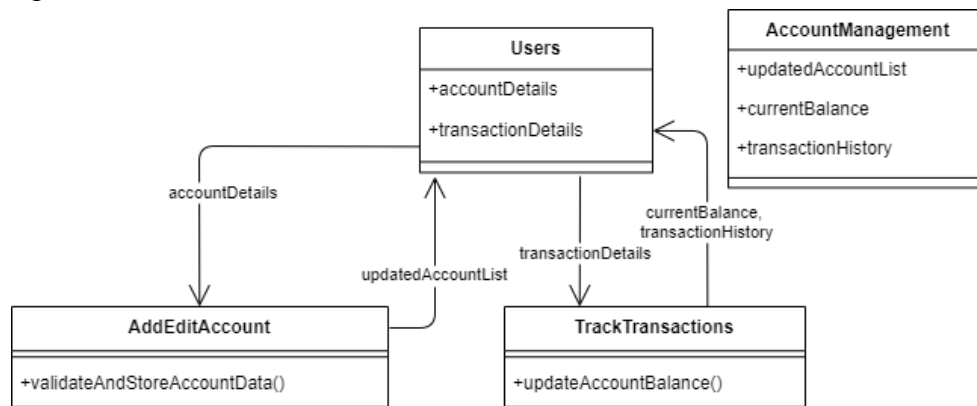 Users
+accountDetails
+transactionDetails
AccountManagement
+updatedAccountList
+currentBalance
+transactionHistory
accountDetails
updatedAccountList
transactionDetails
currentBalance,
transactionHistory
AddEditAccount
+validateAndStoreAccountData()
TrackTransactions
+updateAccountBalance()